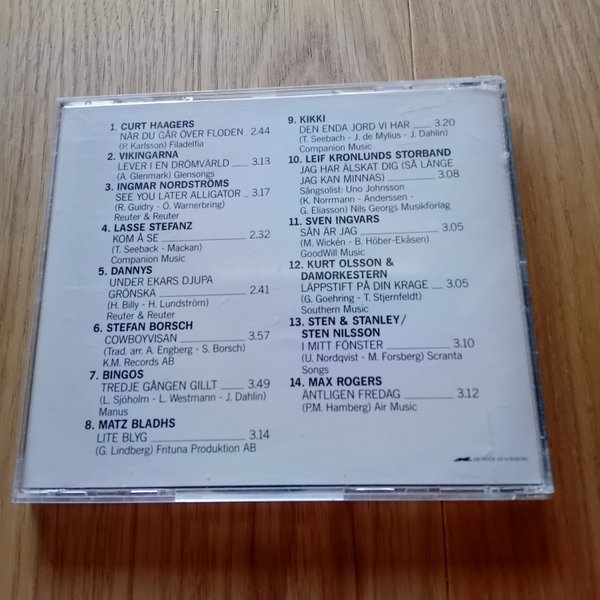 1. CURT HAAGERS
NÄR DU GÅR ÖVER FLODEN 2.44
(P. Karlsson) Filadelfia
2. VIKINGARNA
LEVER I EN DRÖMVÄRLD 3.13
(A. Glenmark) Glensongs
3. INGMAR NORDSTRÖMS
SEE YOU LATER ALLIGATOR 3.17
(R. Guidry - O. Warnerbring)
Reuter & Reuter
4. LASSE STEFANZ
KOM Å SE 2.32
(T. Seeback - Mackan)
Companion Music
5. DANNYS
UNDER EKARS DJUPA
GRÖNSKA 2.41
(H. Billy - H. Lundström)
Reuter & Reuter
6. STEFAN BORSCH
COWBOYVISAN 3.57
(Trad. arr. A. Engberg - S. Borsch)
K.M. Records AB
7. BINGOS
TREDJE GÅNGEN GILLT 3.49
(L. Sjöholm - L. Westmann - J. Dahlin)
Manus
8. MATZ BLADHS
LITE BLYG 3.14
(G. Lindberg) Frituna Produktion AB
9. KIKKI
DEN ENDA JORD VI HAR 3.20
(T. Seebach - J. de Mylius - J. Dahlin)
Companion Music
10. LEIF KRONLUNDS STORBAND
JAG HAR ÄLSKAT DIG (SÅ LÄNGE
JAG KAN MINNAS) 3.08
Sångsolist: Uno Johnsson
(K. Norrmann - Anderssen -
G. Eliasson) Nils Georgs Musikförlag
11. SVEN INGVARS
SÅN ÄR JAG 3.05
(M. Wickén - B. Höber-Ekåsen)
GoodWill Music
12. KURT OLSSON &
DAMORKESTERN
LÄPPSTIFT PÅ DIN KRAGE 3.05
(G. Goehring - T. Stjernfeldt)
Southern Music
13. STEN & STANLEY/
STEN NILSSON
I MITT FÖNSTER 3.10
(U. Nordqvist - M. Forsberg) Scranta
Songs
14. MAX ROGERS
ÄNTLIGEN FREDAG 3.12
(P.M. Hamberg) Air Music